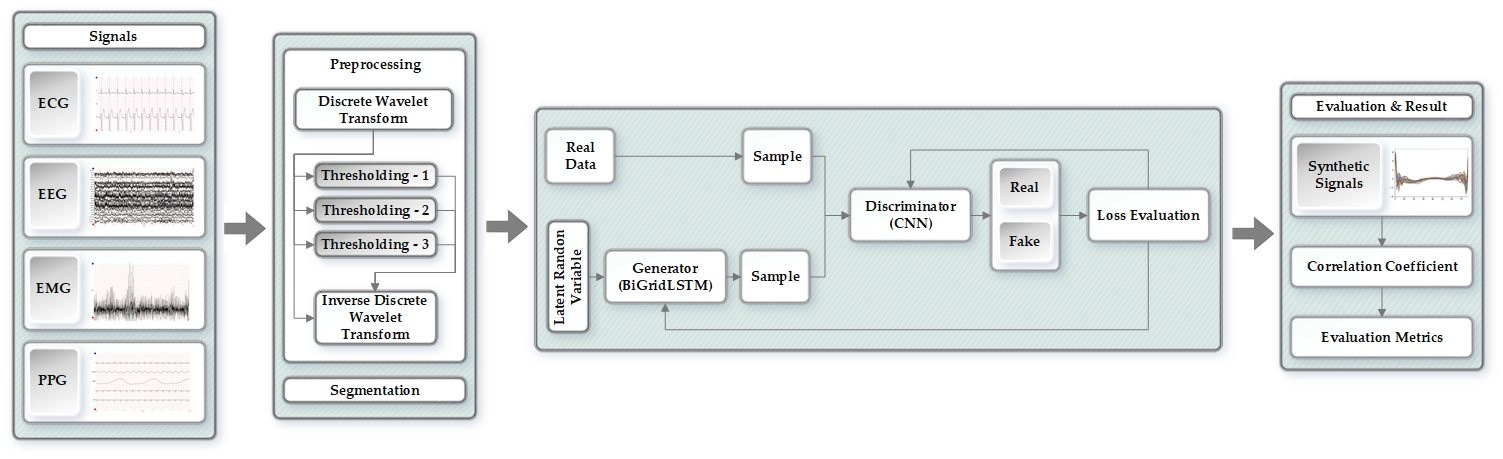 Signals
ECG
EEG
EMG
PPG
Preprocessing
Discrete Wavelet
Transform
Thresholding - 1
Thresholding - 2
Thresholding - 3
Inverse Discrete
Wavelet
Transform
Segmentation
Real
Data
Sample
Latent Random
Variable
Generator
(BiGridLSTM)
Sample
Discriminator
(CNN)
Real
Fake
Loss Evaluation
Evaluation & Result
Synthetic
Signals
Correlation Coefficient
Evaluation Metrics